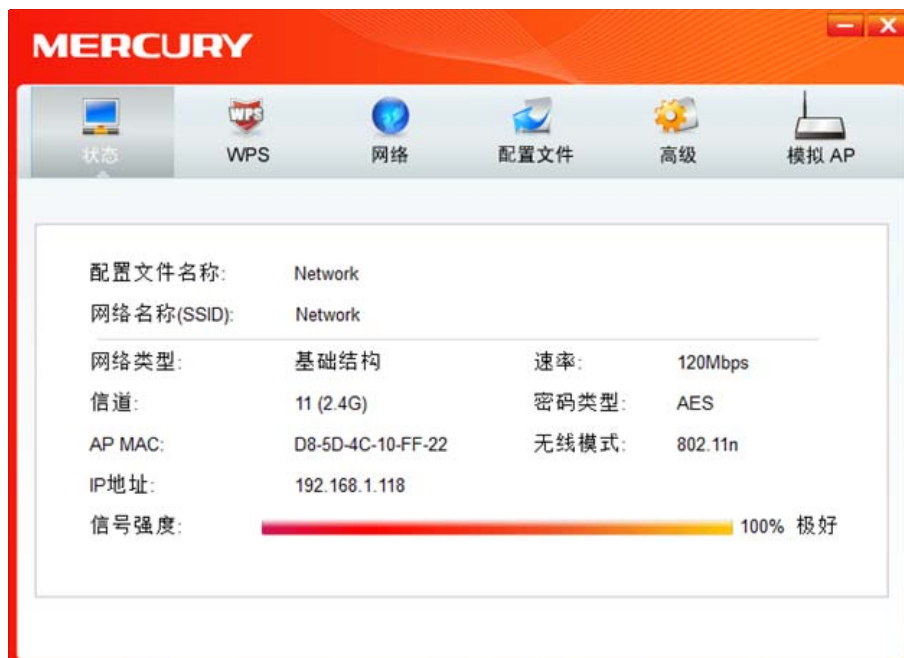 MERCURY
状态 WPS 网络 配置文件 高级 模拟 AP
配置文件名称: Network
网络名称(SSID): Network
网络类型: 基础结构 速率: 120Mbps
信道: 11 (2.4G) 密码类型: AES
AP MAC: D8-5D-4C-10-FF-22 无线模式: 802.11n
IP地址: 192.168.1.118
信号强度: 100% 极好